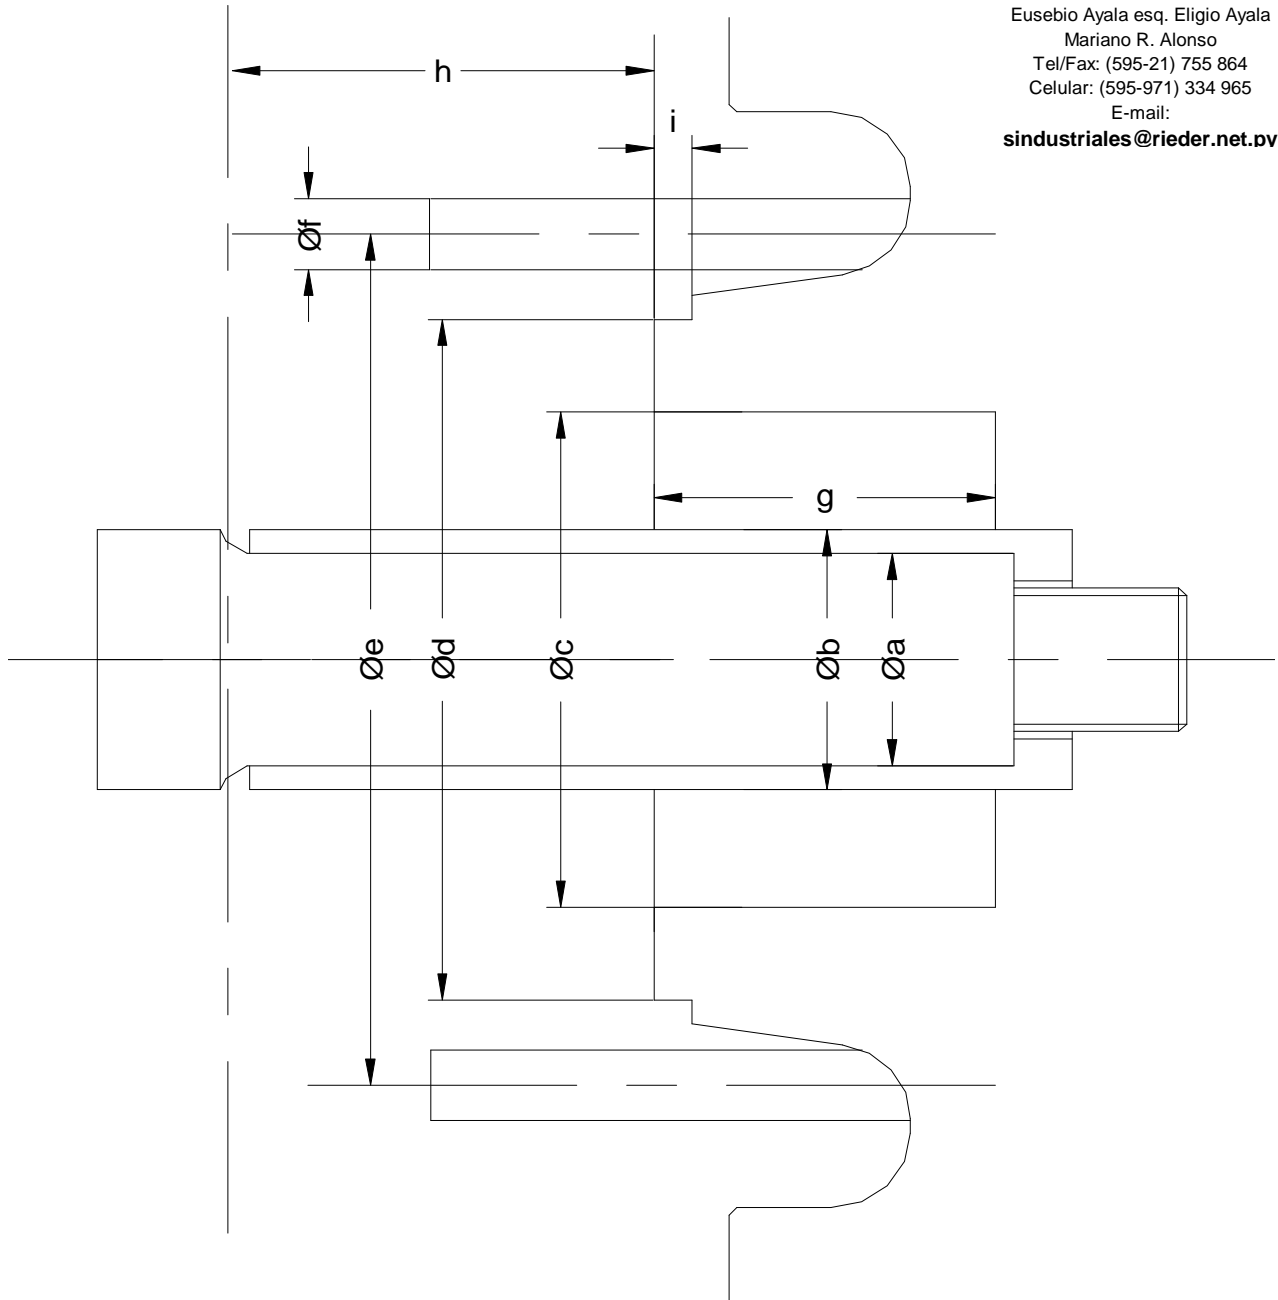 Eusebio Ayala esq. Eligio Ayala
Mariano R. Alonso
Tel/Fax: (595-21) 755 864
Celular: (595-971) 334 965
E-mail:
sindustriales@rieder.net.py
h
i
Øf
g
Øe
Ød
Øc
Øb
Øa